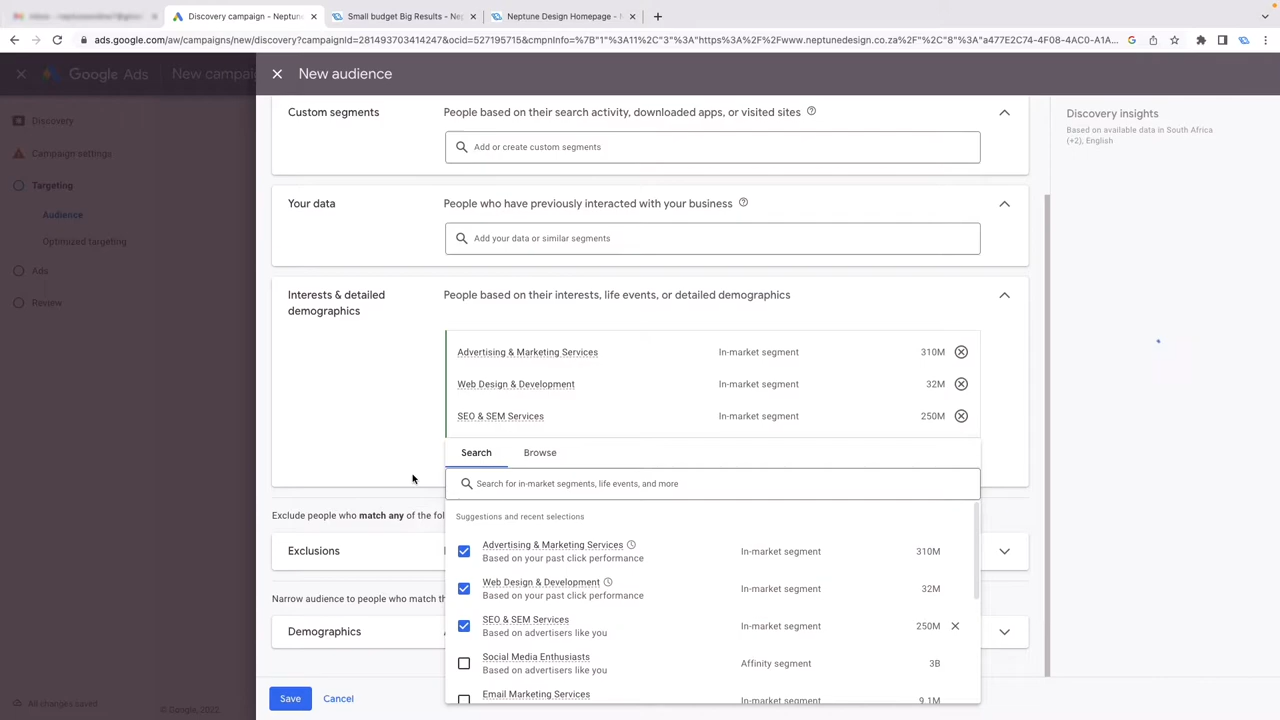 Discovery campaign - Neptun
Small budget Big Results - Nep
Neptune Design Homepage - N
ads.google.com/aw/campaigns/new/discovery?campaignId=281493703414247&ocid=527195715&cmpnInfo=%7B"1"%3A11%2C"3"%3A"https%3A%2F%2Fwww.neptunedesign.co.za%2F"%2C"8"%3A"a477E2C74-4F08-4AC0-A1A...
Google Ads
New campai
New audience
Discovery
Campaign settings
Targeting
Audience
Optimized targeting
Ads
Review
Custom segments
People based on their search activity, downloaded apps, or visited sites
Add or create custom segments
Your data
People who have previously interacted with your business
Add your data or similar segments
Interests & detailed
demographics
People based on their interests, life events, or detailed demographics
Advertising & Marketing Services In-market segment 310M
Web Design & Development In-market segment 32M
SEO & SEM Services In-market segment 250M
Search Browse
Search for in-market segments, life events, and more
Suggestions and recent selections
Advertising & Marketing Services In-market segment 310M
Based on your past click performance
Web Design & Development In-market segment 32M
Based on your past click performance
SEO & SEM Services In-market segment 250M
Based on advertisers like you
Social Media Enthusiasts Affinity segment 3B
Based on advertisers like you
Email Marketing Services In-market segment 9.1M
Exclude people who match any of the fol
Exclusions
Narrow audience to people who match th
Demographics
Save Cancel
Discovery insights
Based on available data in South Africa
(+2), English
All changes saved
© Google, 2022.